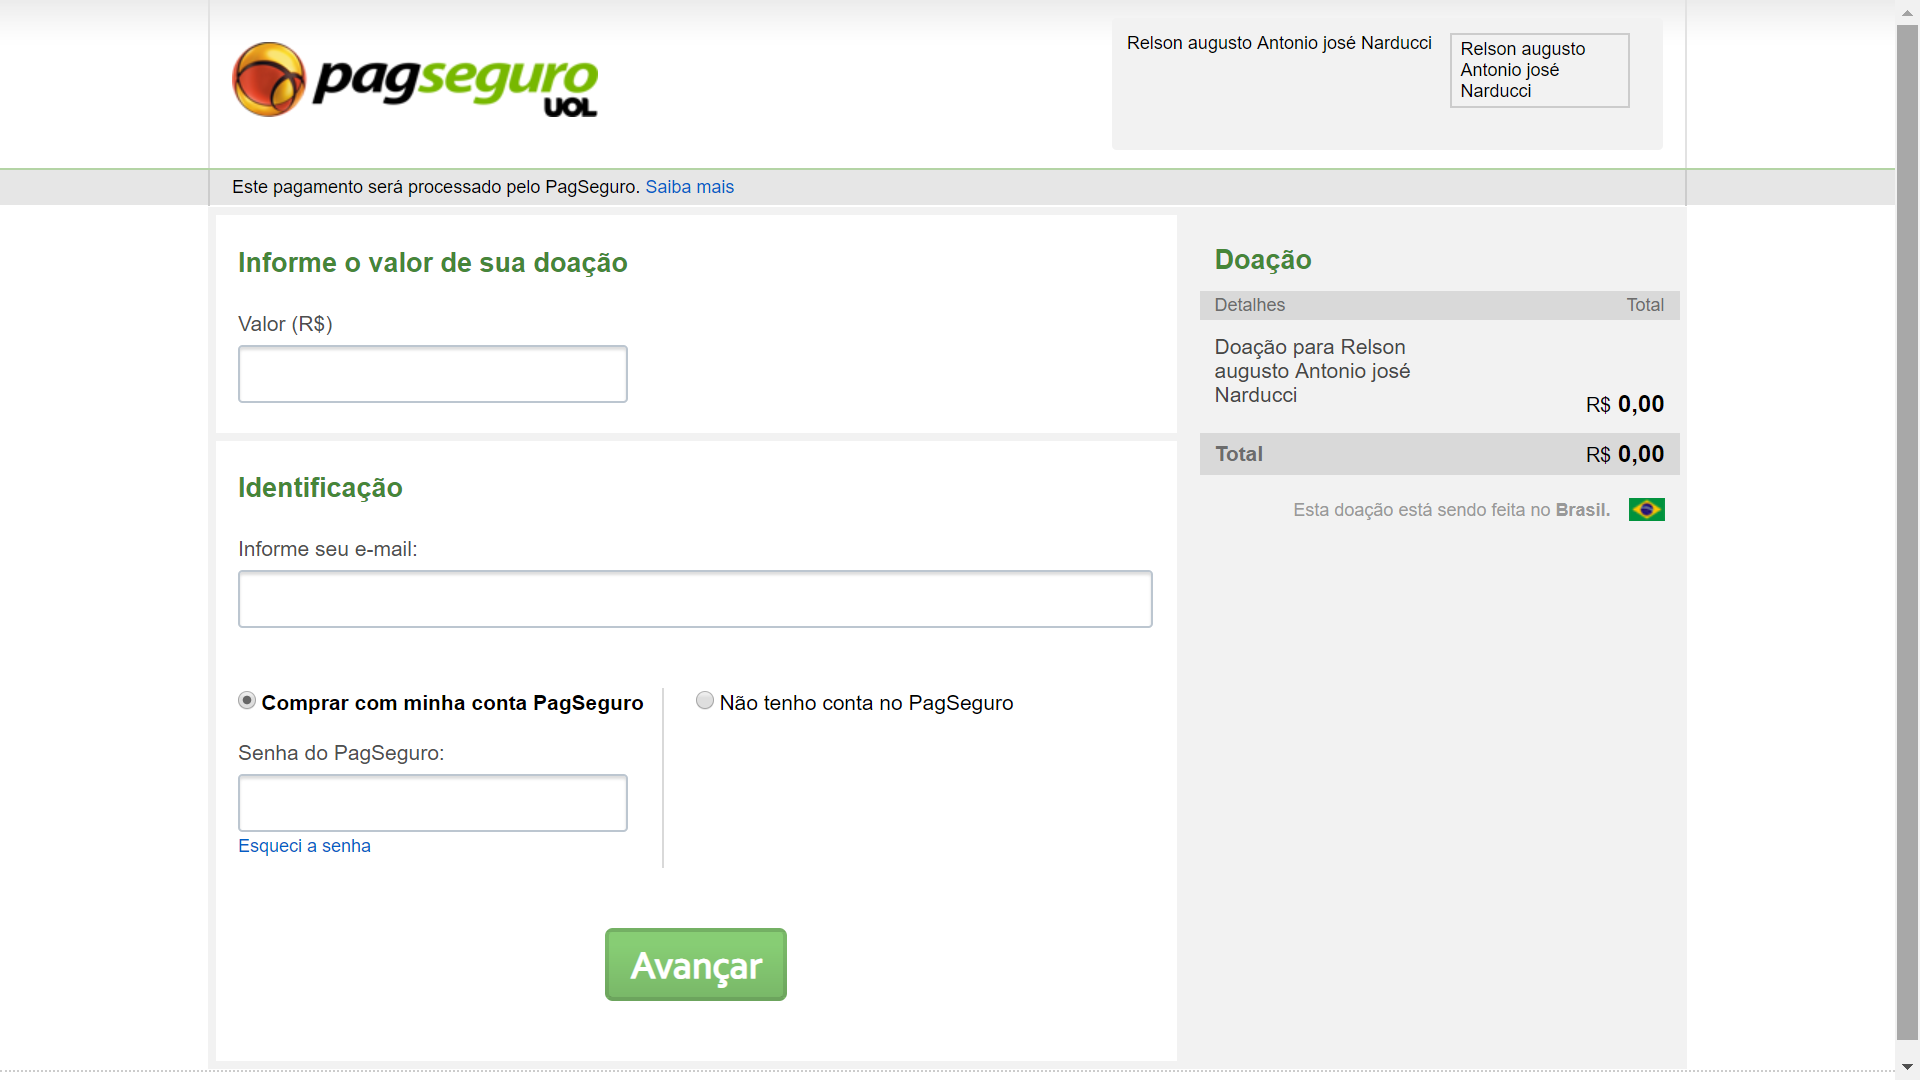 pagseguro
UOL
Relson augusto Antonio josé Narducci
Relson augusto
Antonio josé
Narducci
Este pagamento será processado pelo PagSeguro. Saiba mais
Informe o valor de sua doação
Valor (R$)
Identificação
Informe seu e-mail:
Comprar com minha conta PagSeguro
Não tenho conta no PagSeguro
Senha do PagSeguro:
Esqueci a senha
Avançar
Doação
Detalhes Total
Doação para Relson
augusto Antonio josé
Narducci
R$ 0,00
Total R$ 0,00
Esta doação está sendo feita no Brasil.